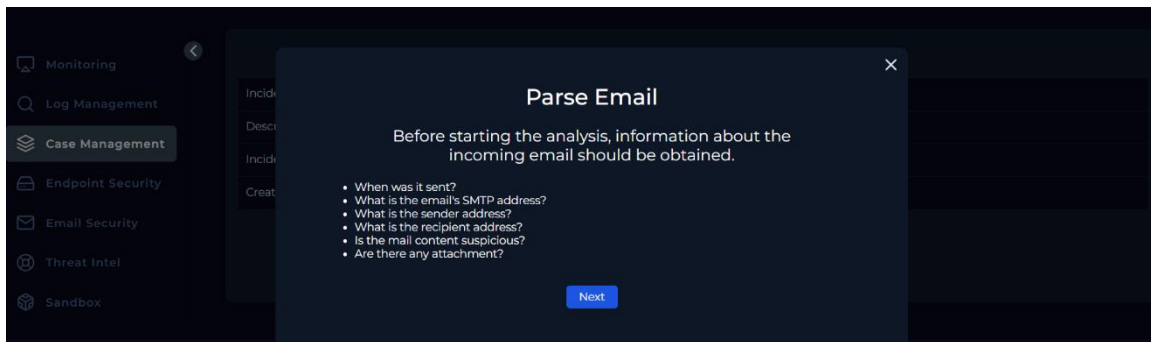 Monitoring
Log Management
Case Management
Endpoint Security
Email Security
Threat Intel
Sandbox
Parse Email
Before starting the analysis, information about the
incoming email should be obtained.
When was it sent?
What is the email's SMTP address?
What is the sender address?
What is the recipient address?
Is the mail content suspicious?
Are there any attachment?
Next